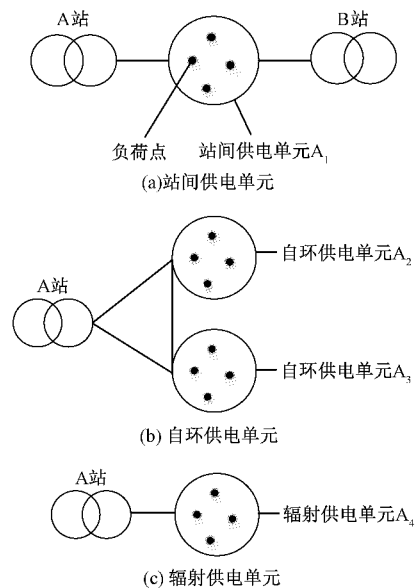 A站
B站
负荷点
站间供电单元A₁
(a)站间供电单元
A站
自环供电单元A₂
自环供电单元A₃
(b) 自环供电单元
A站
辐射供电单元A₄
(c) 辐射供电单元